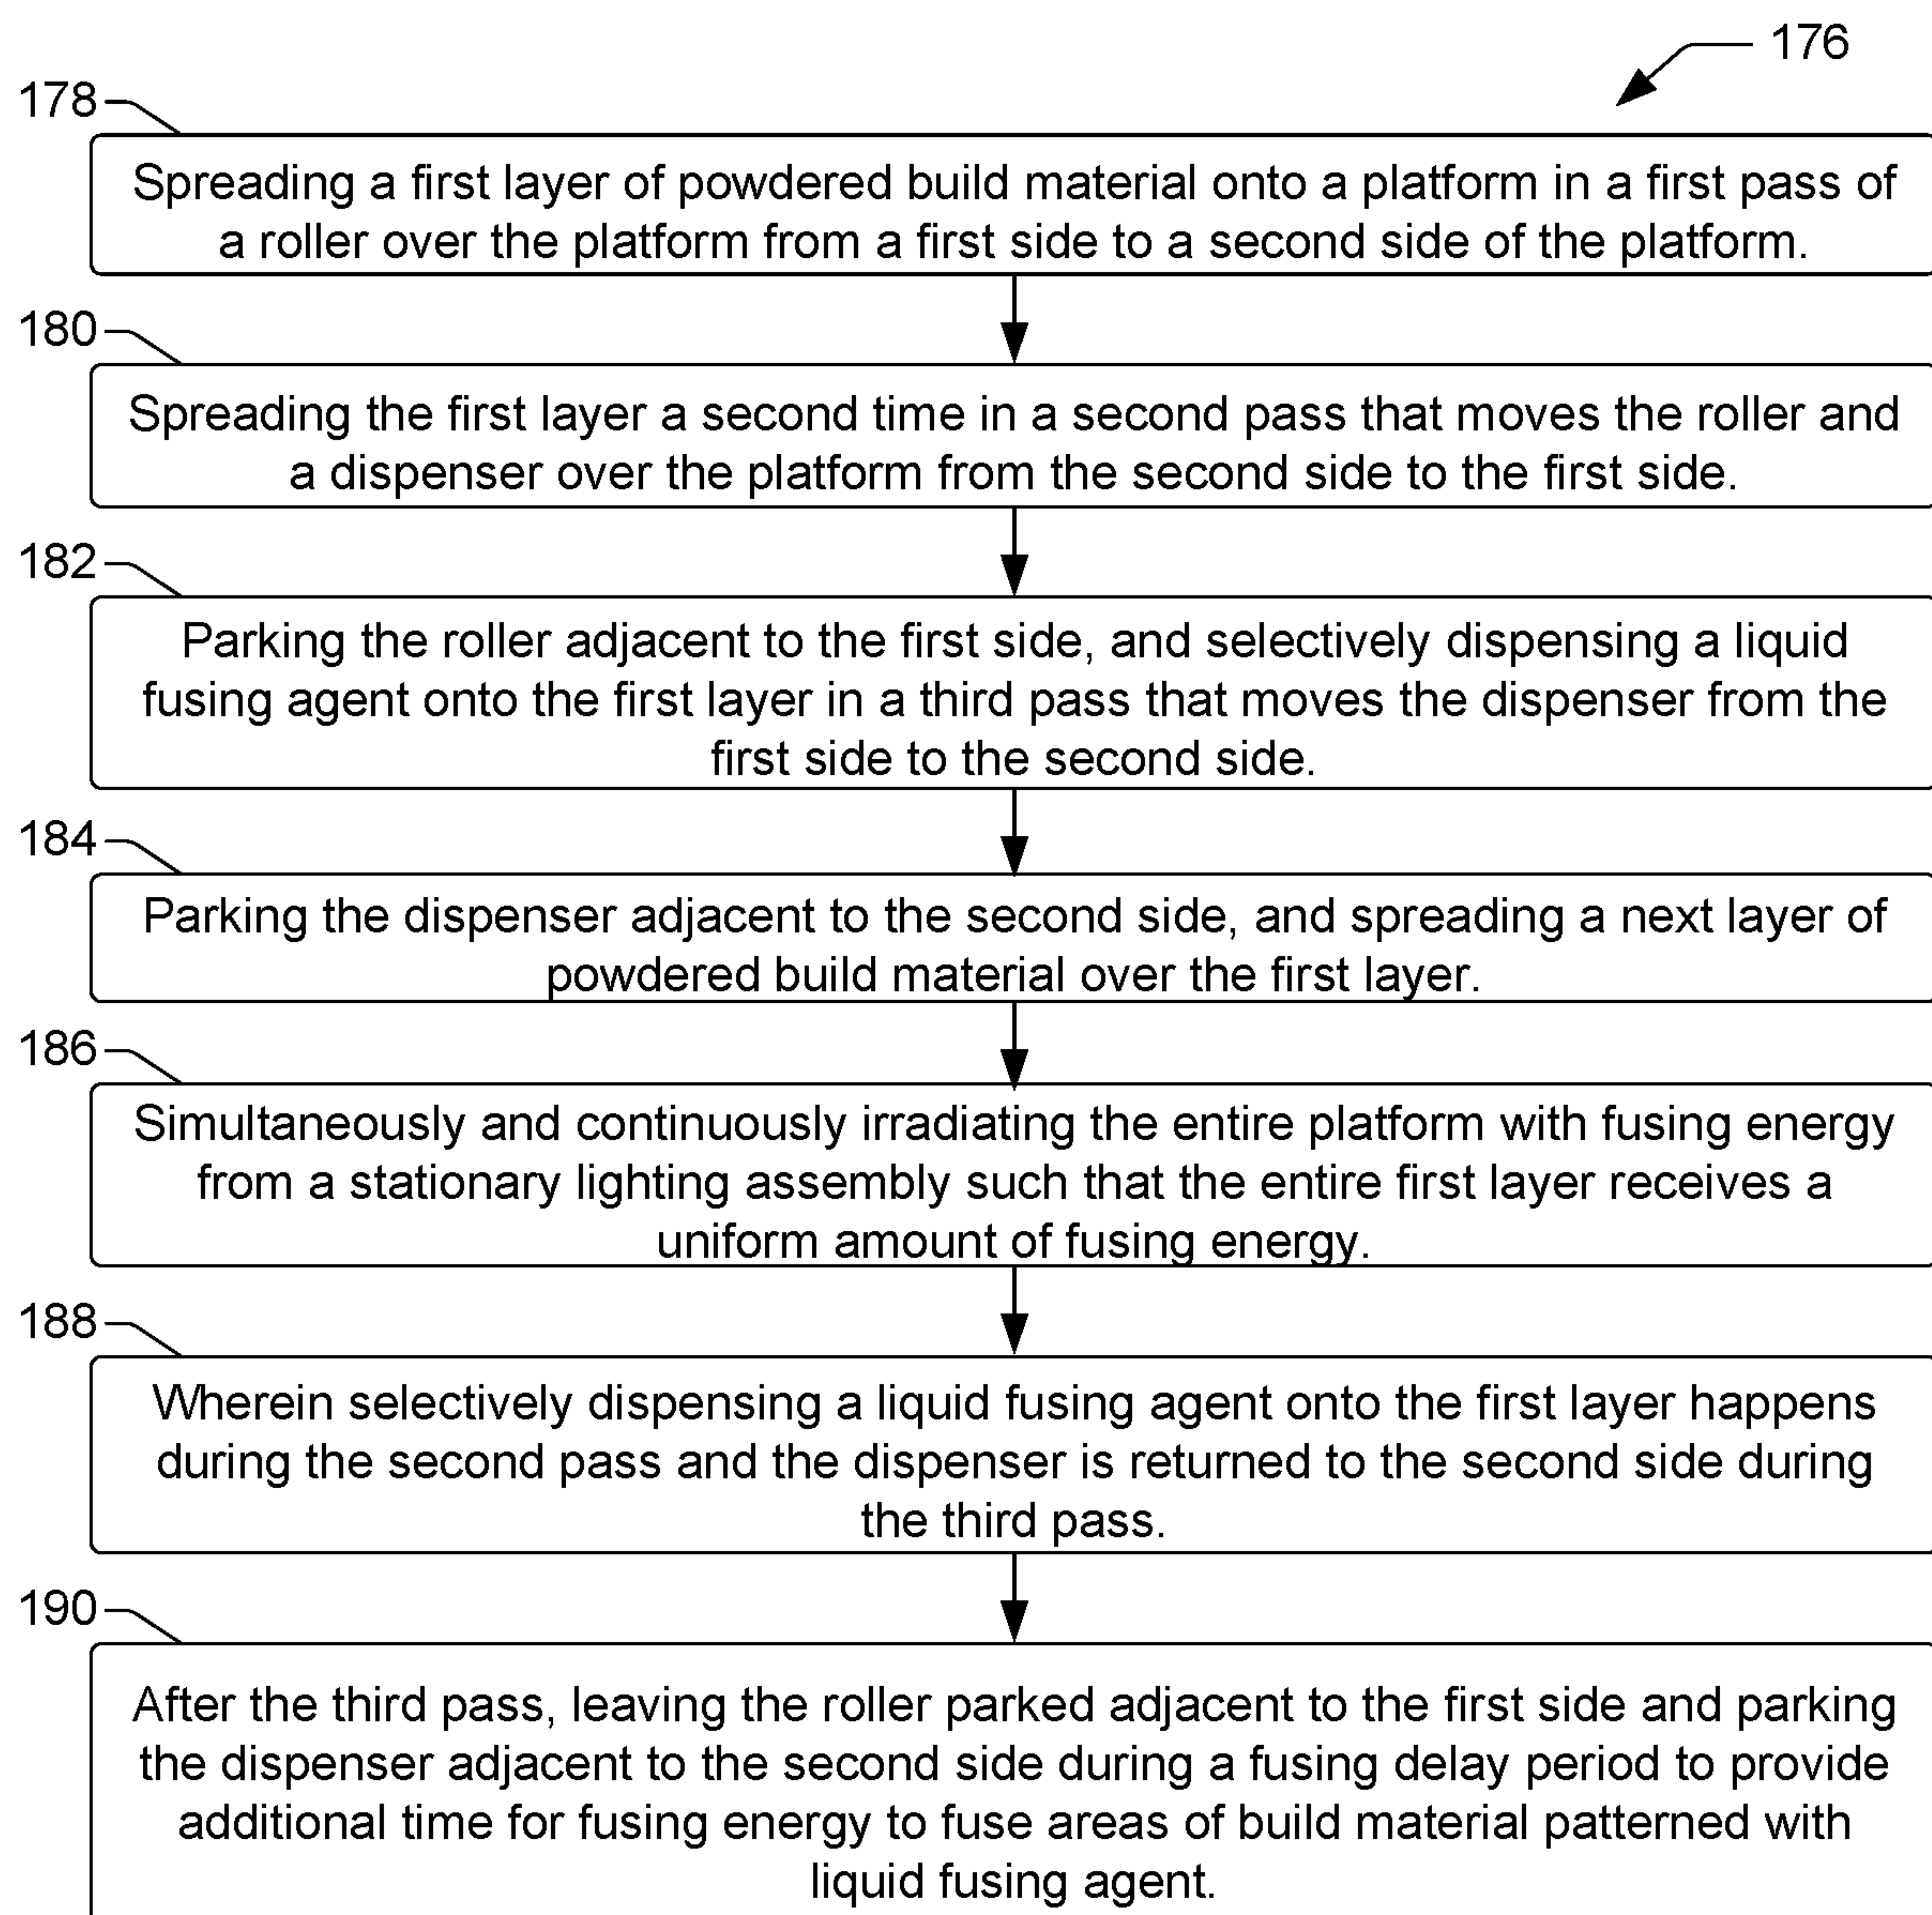 176
178
Spreading a first layer of powdered build material onto a platform in a first pass of
a roller over the platform from a first side to a second side of the platform.
180
Spreading the first layer a second time in a second pass that moves the roller and
a dispenser over the platform from the second side to the first side.
182
Parking the roller adjacent to the first side, and selectively dispensing a liquid
fusing agent onto the first layer in a third pass that moves the dispenser from the
first side to the second side.
184
Parking the dispenser adjacent to the second side, and spreading a next layer of
powdered build material over the first layer.
186
Simultaneously and continuously irradiating the entire platform with fusing energy
from a stationary lighting assembly such that the entire first layer receives a
uniform amount of fusing energy.
188
Wherein selectively dispensing a liquid fusing agent onto the first layer happens
during the second pass and the dispenser is returned to the second side during
the third pass.
190
After the third pass, leaving the roller parked adjacent to the first side and parking
the dispenser adjacent to the second side during a fusing delay period to provide
additional time for fusing energy to fuse areas of build material patterned with
liquid fusing agent.